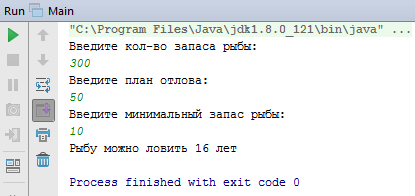 Run Main
"C:\Program Files\Java\jdk1.8.0_121\bin\java" ...
Введите кол-во запаса рыбы:
300
Введите план отлова:
50
Введите минимальный запас рыбы:
10
Рыбу можно ловить 16 лет
Process finished with exit code 0